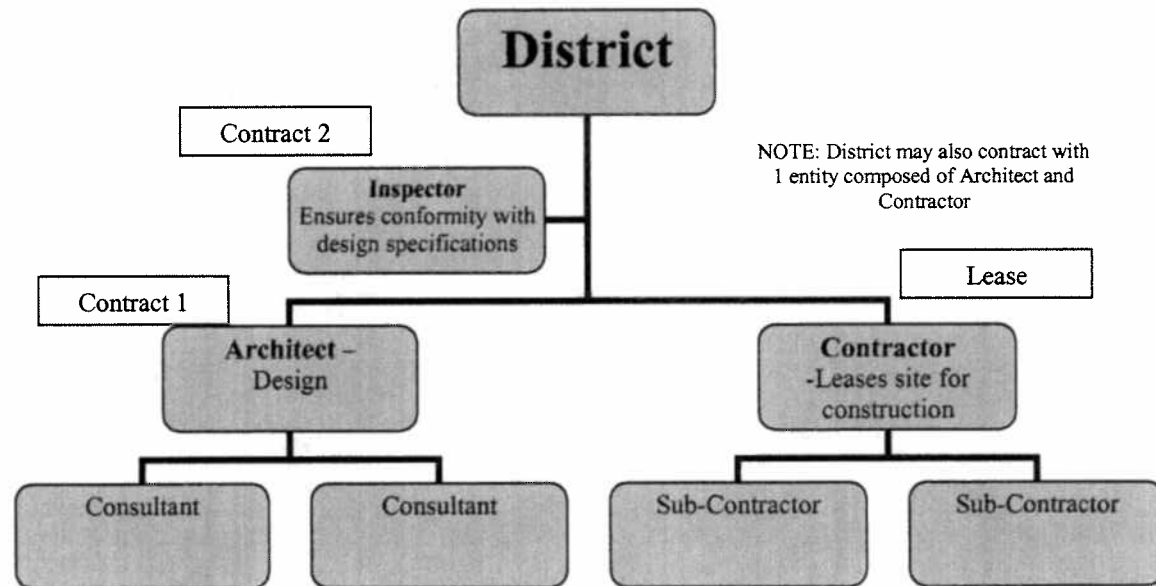 District
Contract 2
NOTE: District may also contract with
1 entity composed of Architect and
Contractor
Inspector
Ensures conformity with
design specifications
Lease
Contract 1
Architect –
Design
Contractor
-Leases site for
construction
Consultant
Consultant
Sub-Contractor
Sub-Contractor